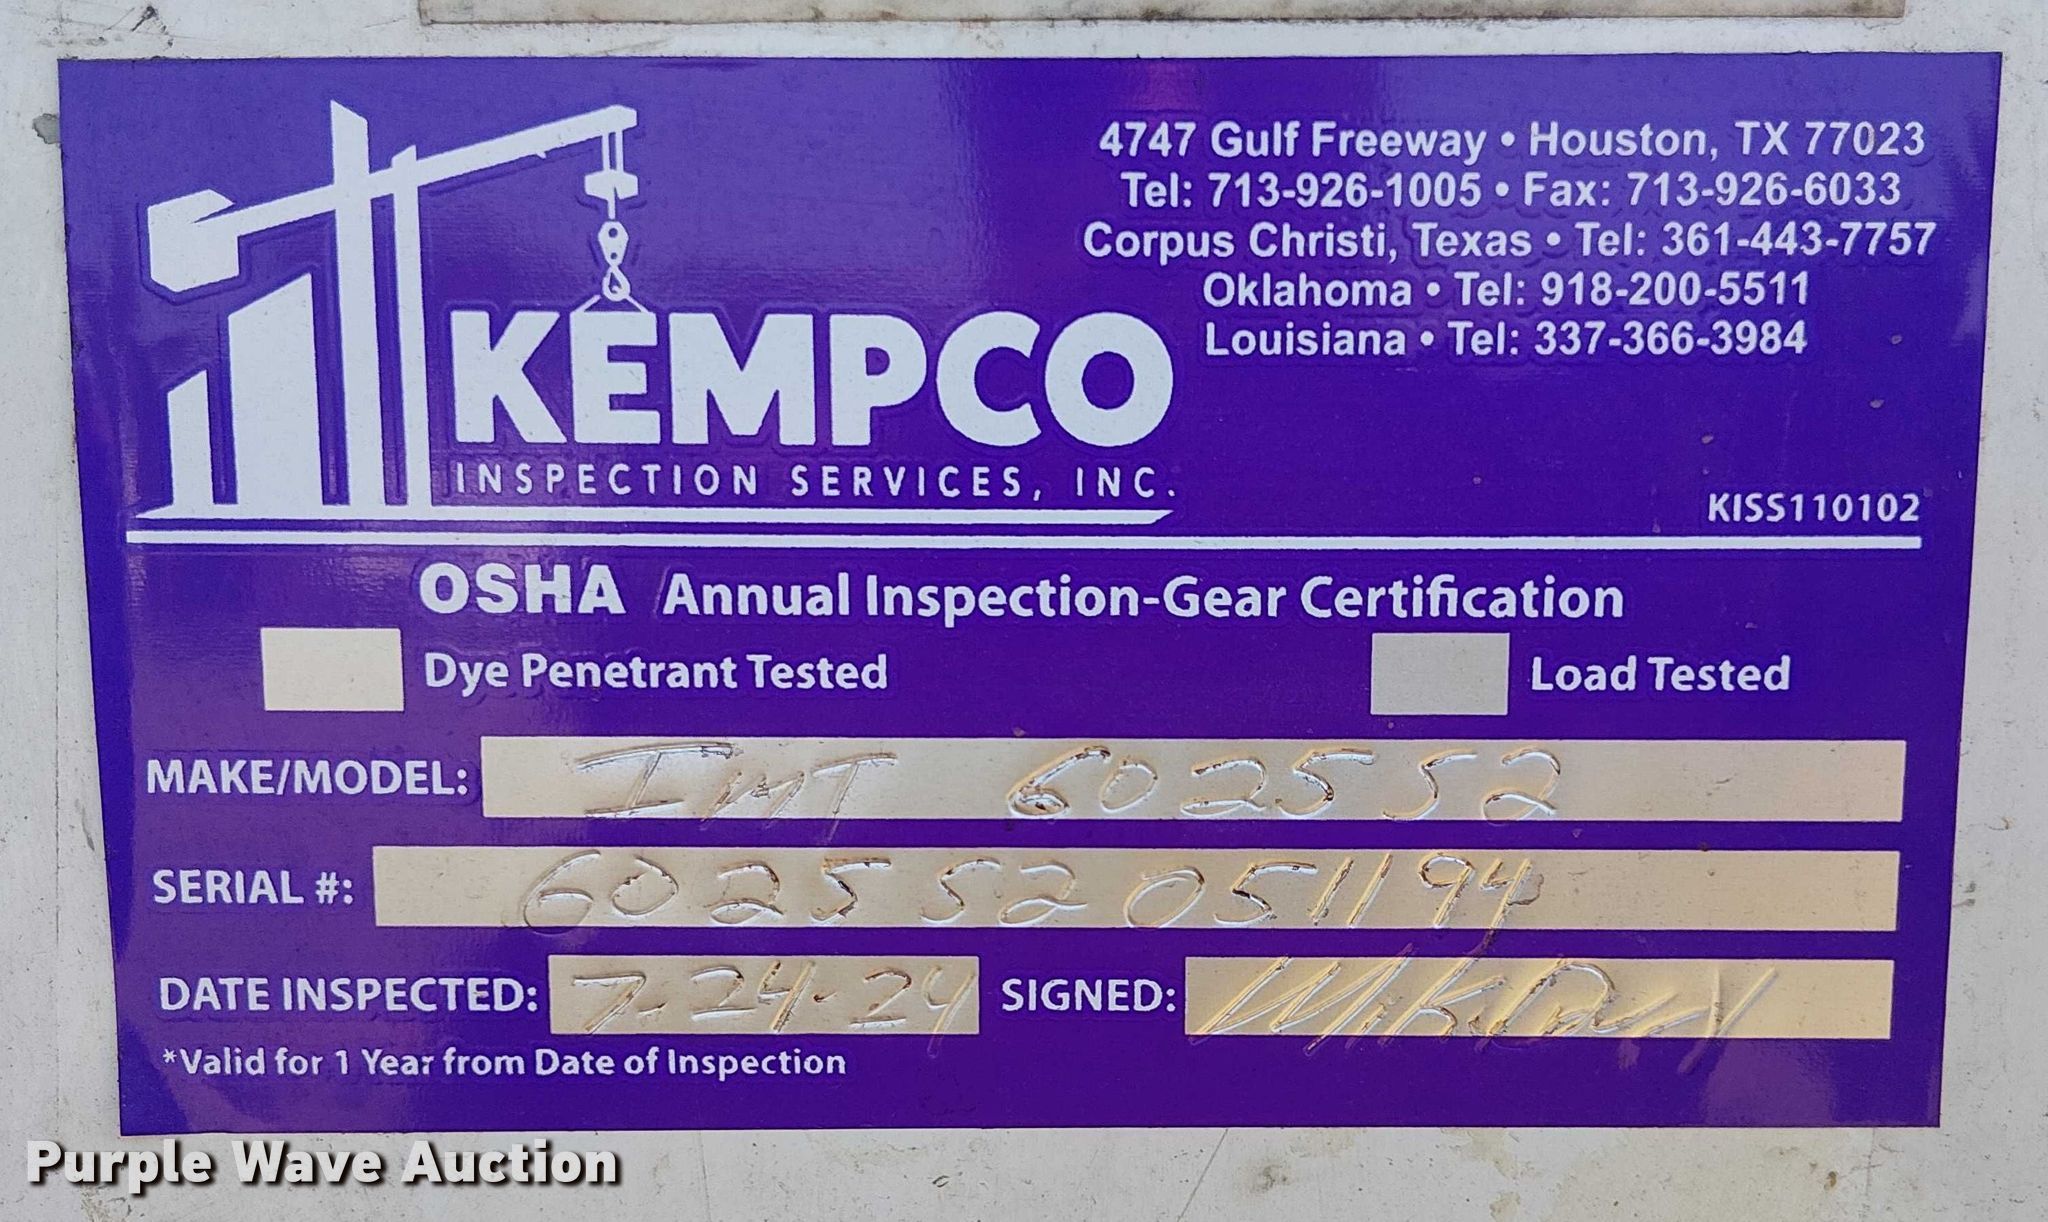 4747 Gulf Freeway • Houston, TX 77023
Tel: 713-926-1005 • Fax: 713-926-6033
Corpus Christi, Texas • Tel: 361-443-7757
Oklahoma • Tel: 918-200-5511
Louisiana • Tel: 337-366-3984
KEMPCO
INSPECTION SERVICES, INC.
KISS110102
OSHA Annual Inspection-Gear Certification
Dye Penetrant Tested
Load Tested
MAKE/MODEL: IMT 602552
SERIAL #: 602552051194
DATE INSPECTED: 7-24-24 SIGNED:
*Valid for 1 Year from Date of Inspection
Purple Wave Auction